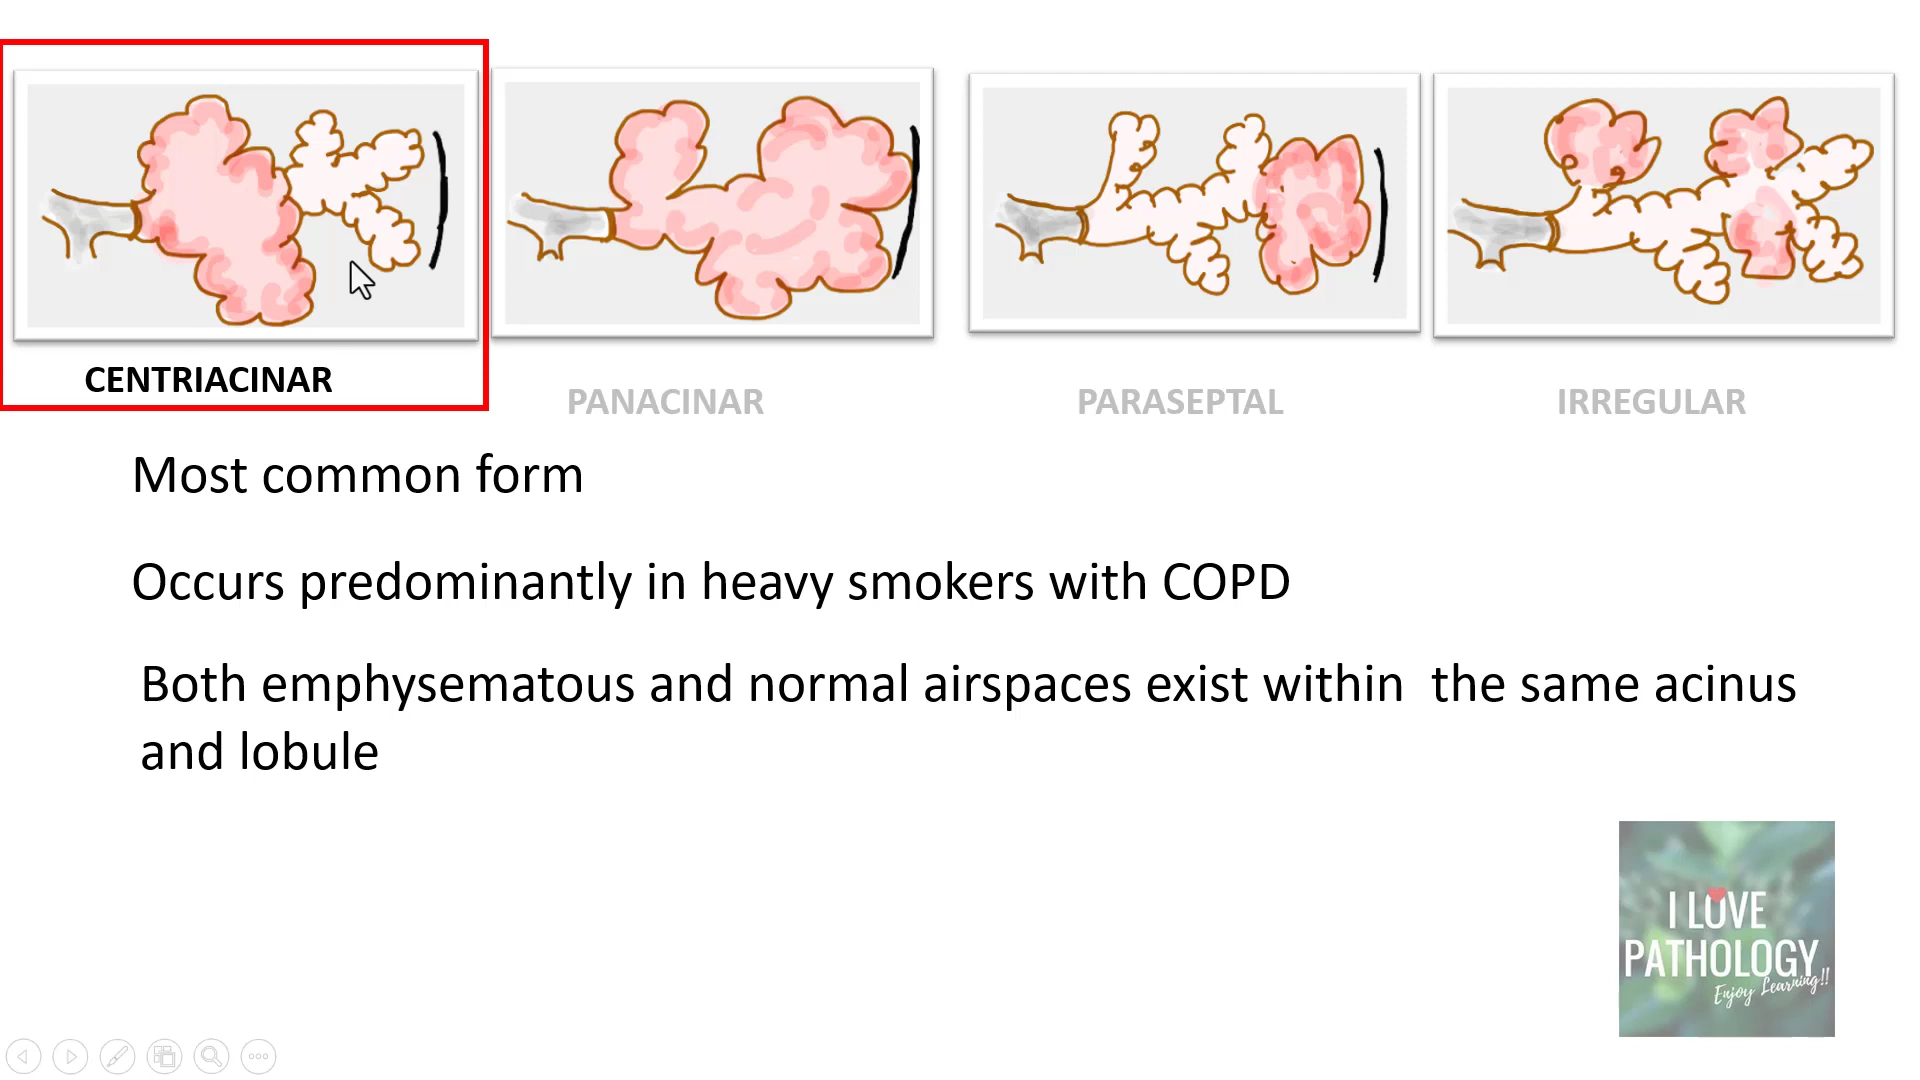 CENTRIACINAR
PANACINAR
PARASEPTAL
IRREGULAR
Most common form
Occurs predominantly in heavy smokers with COPD
Both emphysematous and normal airspaces exist within  the same acinus
and lobule
I LOVE
PATHOLOGY
Enjoy Learning!!